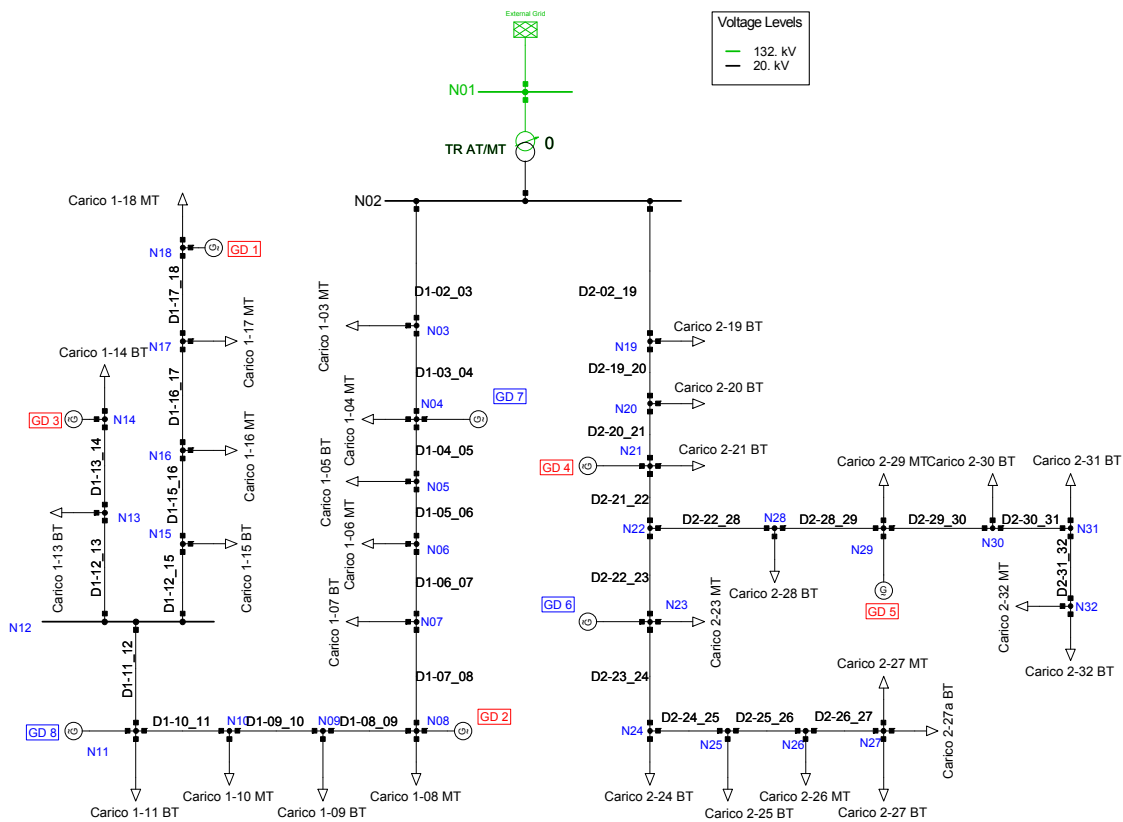 External Grid
Voltage Levels
132. kV
20. kV
N01
TR AT/MT
0
N02
Carico 1-18 MT
N18
GD 1
D1-17_18
N17
Carico 1-17 MT
Carico 1-14 BT
D1-16_17
GD 3
N14
N16
Carico 1-16 MT
D1-13_14
D1-15_16
N13
Carico 1-13 BT
N15
Carico 1-15 BT
D1-12_13
D1-12_15
N12
D1-11_12
GD 8
N11
Carico 1-11 BT
D1-10_11
N10
Carico 1-10 MT
D1-09_10
N09
Carico 1-09 BT
D1-08_09
N08
GD 2
Carico 1-08 MT
D1-02_03
Carico 1-03 MT
N03
D1-03_04
N04
GD 7
Carico 1-04 MT
D1-04_05
Carico 1-05 BT
N05
D1-05_06
Carico 1-06 MT
N06
D1-06_07
Carico 1-07 BT
N07
D1-07_08
D2-02_19
N19
Carico 2-19 BT
D2-19_20
N20
Carico 2-20 BT
D2-20_21
N21
GD 4
Carico 2-21 BT
D2-21_22
N22
D2-22_28
N28
Carico 2-28 BT
D2-28_29
Carico 2-29 MT
N29
GD 5
D2-29_30
Carico 2-30 BT
N30
D2-30_31
Carico 2-31 BT
N31
D2-31_32
Carico 2-32 MT
N32
Carico 2-32 BT
D2-22_23
GD 6
N23
Carico 2-23 MT
D2-23_24
N24
Carico 2-24 BT
D2-24_25
N25
Carico 2-25 BT
D2-25_26
N26
Carico 2-26 MT
D2-26_27
Carico 2-27 MT
N27
Carico 2-27a BT
Carico 2-27 BT
G~
G~
G~
G~
G~
G~
G~
G~